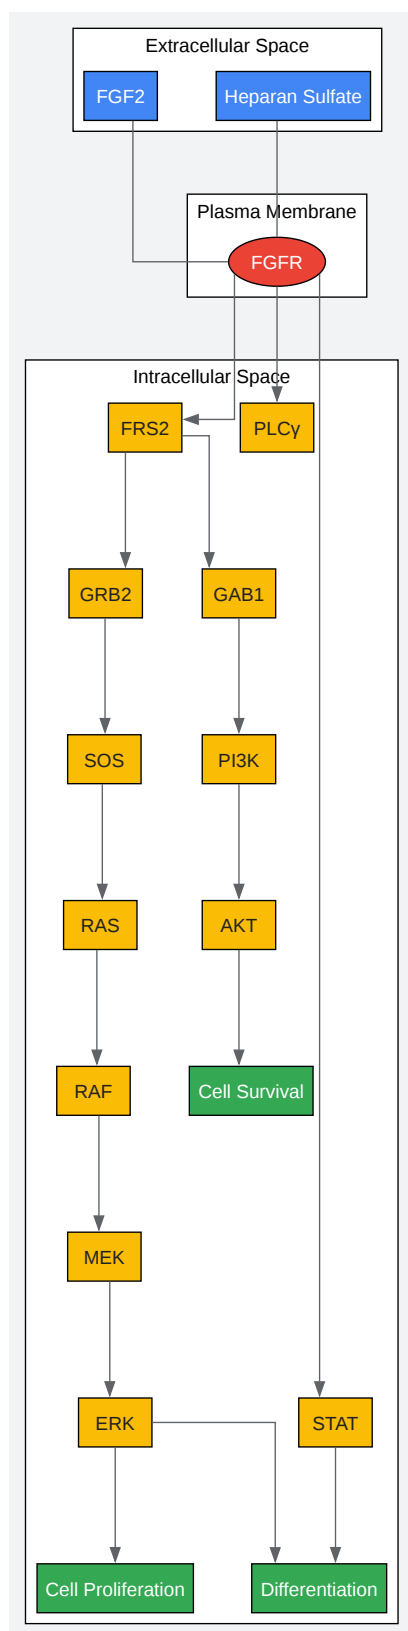 Extracellular Space
FGF2
Heparan Sulfate
Plasma Membrane
FGFR
Intracellular Space
FRS2
PLCγ
GRB2
GAB1
SOS
PI3K
RAS
AKT
RAF
Cell Survival
MEK
ERK
STAT
Cell Proliferation
Differentiation